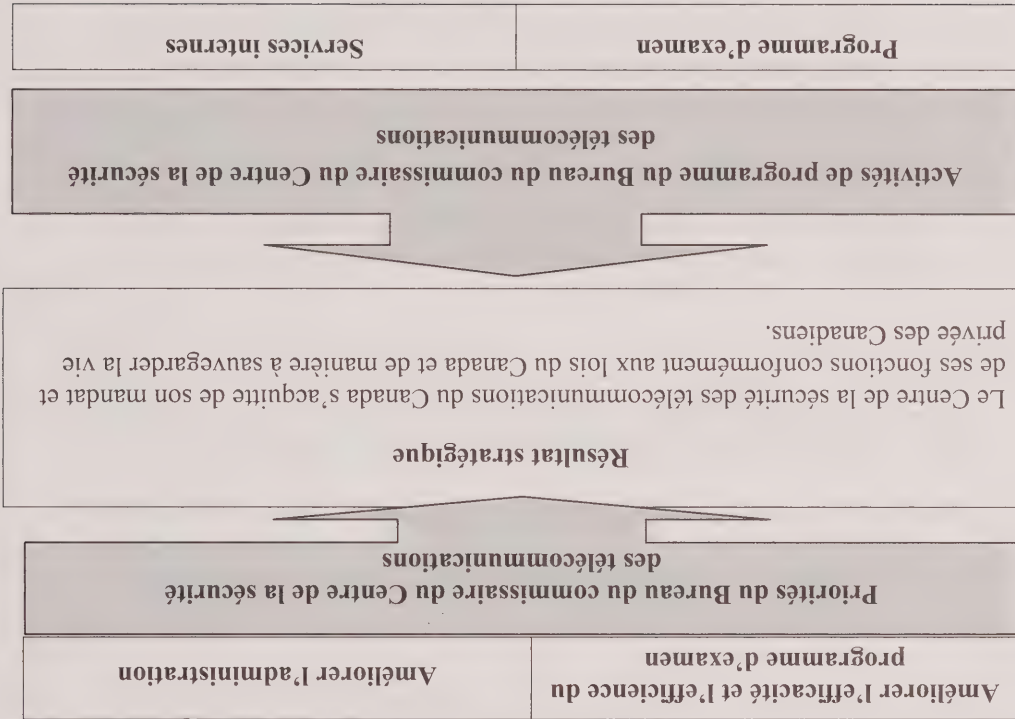 Améliorer l'efficacité et l'efficience du
programme d'examen
Améliorer l'administration
Priorités du Bureau du commissaire du Centre de la sécurité
des télécommunications
Résultat stratégique
Le Centre de la sécurité des télécommunications du Canada s'acquitte de son mandat et
de ses fonctions conformément aux lois du Canada et de manière à sauvegarder la vie
privée des Canadiens.
Activités de programme du Bureau du commissaire du Centre de la sécurité
des télécommunications
Programme d'examen
Services internes